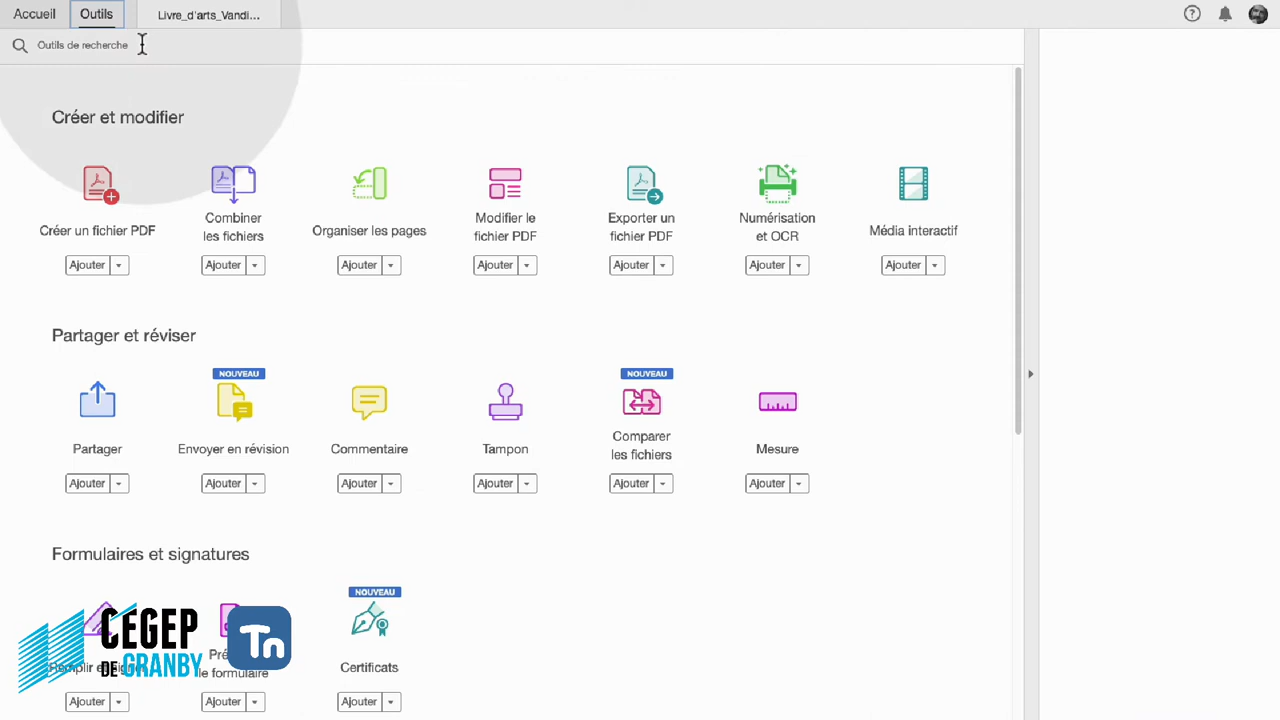 Accueil
Outils
Livre_d'arts_Vandi...
Outils de recherche
Créer et modifier
Créer un fichier PDF
Combiner
les fichiers
Organiser les pages
Modifier le
fichier PDF
Exporter un
fichier PDF
Numérisation
et OCR
Média interactif
Ajouter
Ajouter
Ajouter
Ajouter
Ajouter
Ajouter
Ajouter
Partager et réviser
NOUVEAU
NOUVEAU
Partager
Envoyer en révision
Commentaire
Tampon
Comparer
les fichiers
Mesure
Ajouter
Ajouter
Ajouter
Ajouter
Ajouter
Ajouter
Formulaires et signatures
NOUVEAU
CÉGEP
DE GRANBY
Tn
le formulaire
Certificats
Ajouter
Ajouter
Ajouter